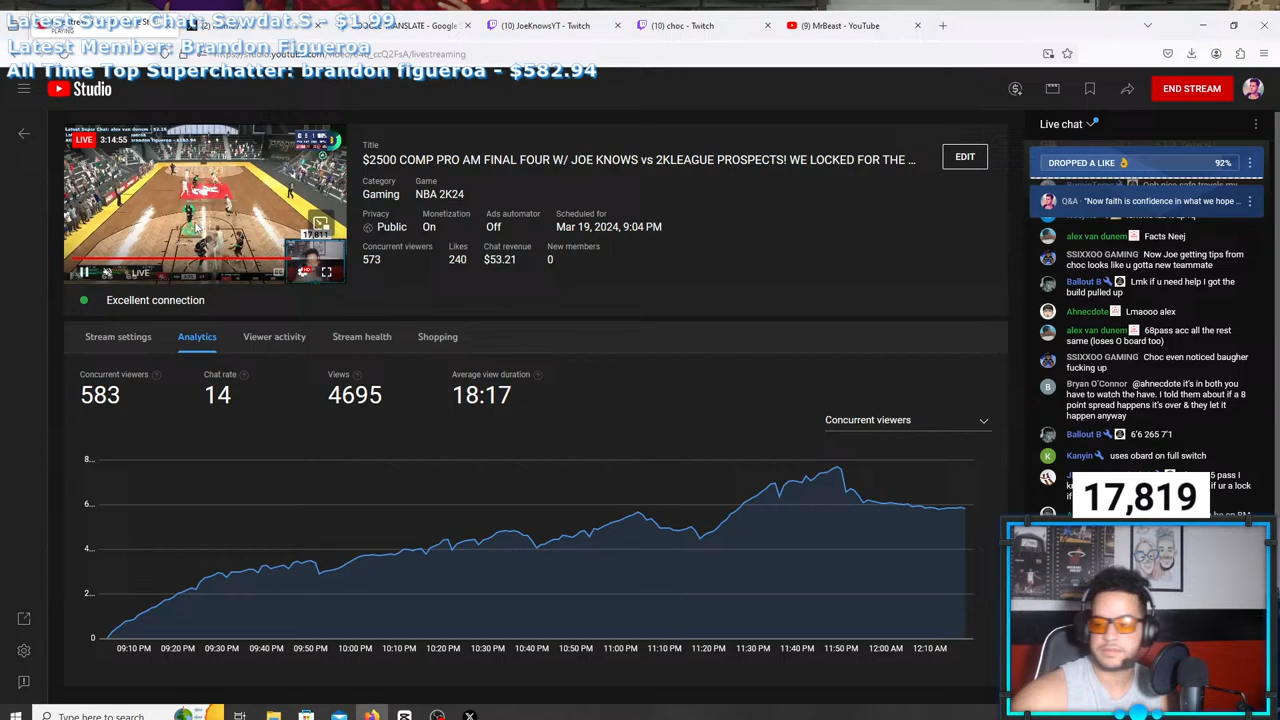 Latest Super Chat: Sewdat.S.- $1.99
Latest Member: Brandon Figueroa
All Time Top Superchatter: brandon figueroa - $582.94
PLAYING
TRANSLATE - Google
(10) JoeKnowsYT - Twitch
(10) choc - Twitch
(9) MrBeast - YouTube
Studio
END STREAM
LIVE
3:14:55
17,811
LIVE
Title
$2500 COMP PRO AM FINAL FOUR W/ JOE KNOWS vs 2KLEAGUE PROSPECTS! WE LOCKED FOR THE ...
EDIT
Category
Game
Gaming
NBA 2K24
Privacy
Monetization
Ads automator
Scheduled for
Public
On
Off
Mar 19, 2024, 9:04 PM
Concurrent viewers
Likes
Chat revenue
New members
573
240
$53.21
0
Excellent connection
Stream settings
Analytics
Viewer activity
Stream health
Shopping
Concurrent viewers
Chat rate
Views
Average view duration
583
14
4695
18:17
Concurrent viewers
8...
6...
4...
2...
0
09:10 PM
09:20 PM
09:30 PM
09:40 PM
09:50 PM
10:00 PM
10:10 PM
10:20 PM
10:30 PM
10:40 PM
10:50 PM
11:00 PM
11:10 PM
11:20 PM
11:30 PM
11:40 PM
11:50 PM
12:00 AM
12:10 AM
Live chat
DROPPED A LIKE 👌 92%
Q&A · "Now faith is confidence in what we hope ...
alex van dunem Facts Neej
SSIXXOO GAMING Now Joe getting tips from
choc looks like u gotta new teammate
Ballout B Lmk if u need help I got the
build pulled up
Ahnecdote Lmaooo alex
alex van dunem 68pass acc all the rest
same (loses O board too)
SSIXXOO GAMING Choc even noticed baugher
fucking up
Bryan O'Connor @ahnecdote it's in both you
have to watch the have. I told them about if a 8
point spread happens it's over & they let it
happen anyway
Ballout B 6'6 265 7'1
Kanyin uses obard on full switch
17,819
Type here to search